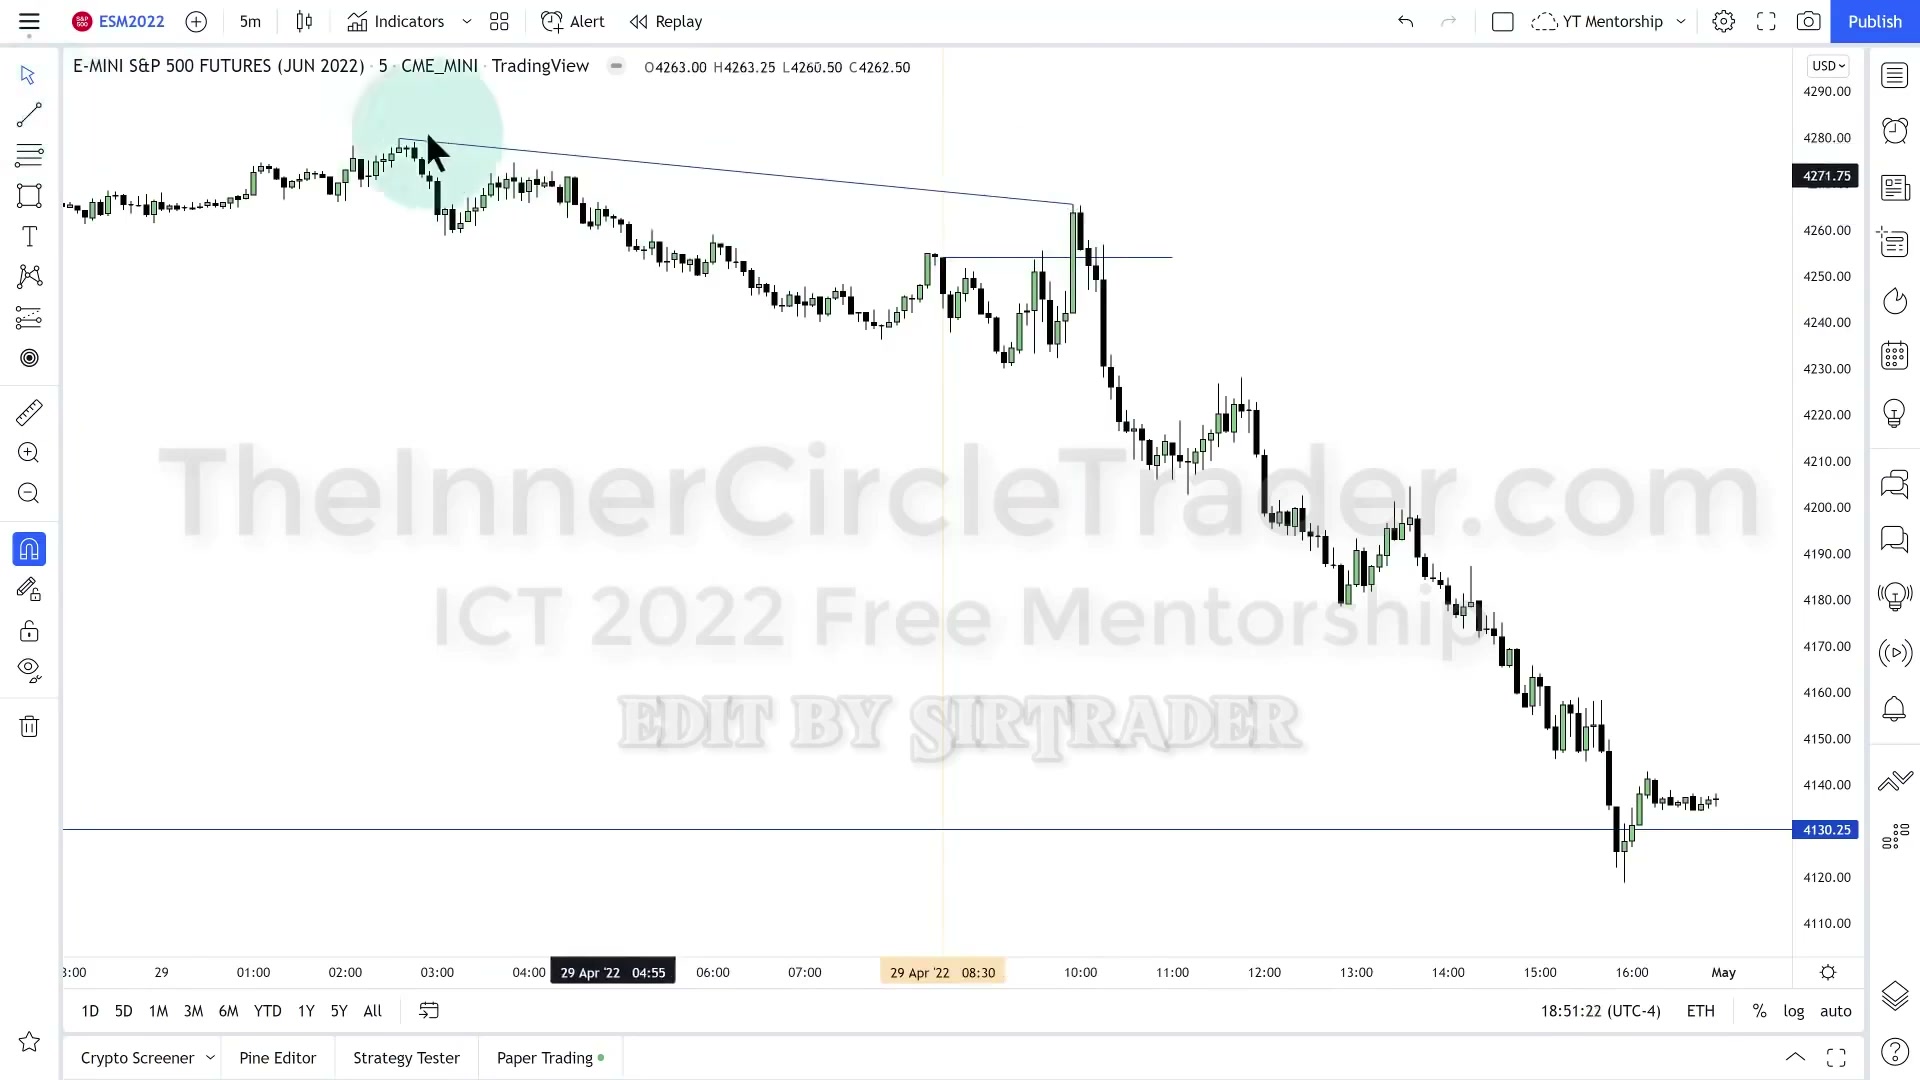 ESM2022
5m
Indicators
Alert
Replay
YT Mentorship
Publish
E-MINI S&P 500 FUTURES (JUN 2022) · 5 · CME_MINI · TradingView
O4263.00 H4263.25 L4260.50 C4262.50
USD
4290.00
4280.00
4271.75
4260.00
4250.00
4240.00
4230.00
4220.00
4210.00
4200.00
4190.00
4180.00
4170.00
4160.00
4150.00
4140.00
4130.25
4120.00
4110.00
TheInnerCircleTrader.com
ICT 2022 Free Mentorship
EDIT BY SIRTRADER
3:00 29 01:00 02:00 03:00 04:00 29 Apr '22 04:55 06:00 07:00 29 Apr '22 08:30 10:00 11:00 12:00 13:00 14:00 15:00 16:00 May
1D 5D 1M 3M 6M YTD 1Y 5Y All
18:51:22 (UTC-4) ETH % log auto
Crypto Screener Pine Editor Strategy Tester Paper Trading